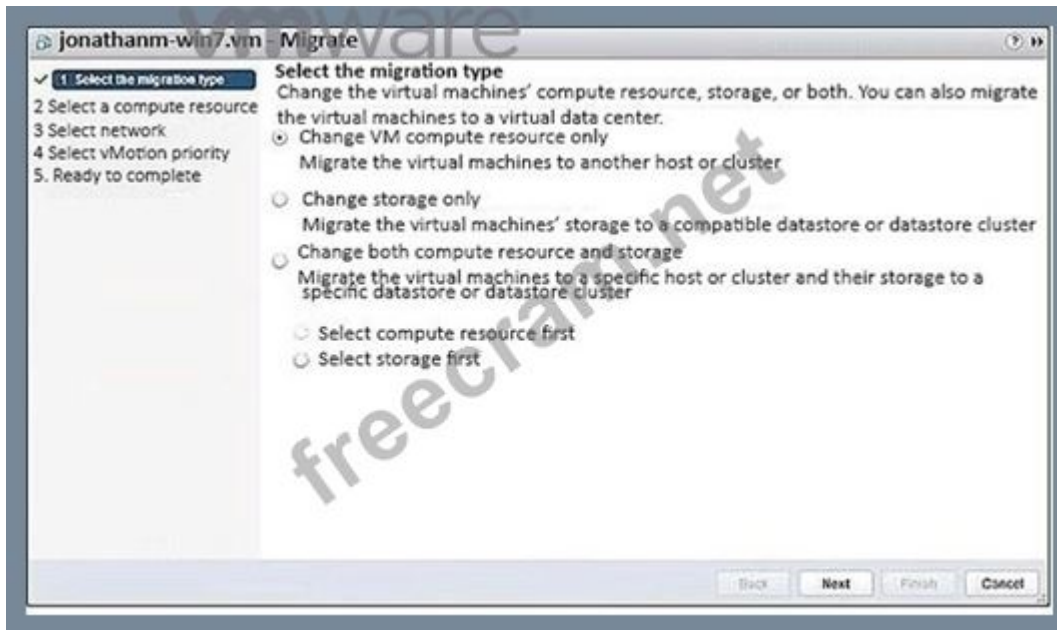 vmware
jonathanm-win7.vm - Migrate
1 Select the migration type
2 Select a compute resource
3 Select network
4 Select vMotion priority
5. Ready to complete
Select the migration type
Change the virtual machines' compute resource, storage, or both. You can also migrate
the virtual machines to a virtual data center.
Change VM compute resource only
Migrate the virtual machines to another host or cluster
Change storage only
Migrate the virtual machines' storage to a compatible datastore or datastore cluster
Change both compute resource and storage
Migrate the virtual machines to a specific host or cluster and their storage to a
specific datastore or datastore cluster
Select compute resource first
Select storage first
freecram.net
Back Next Finish Cancel